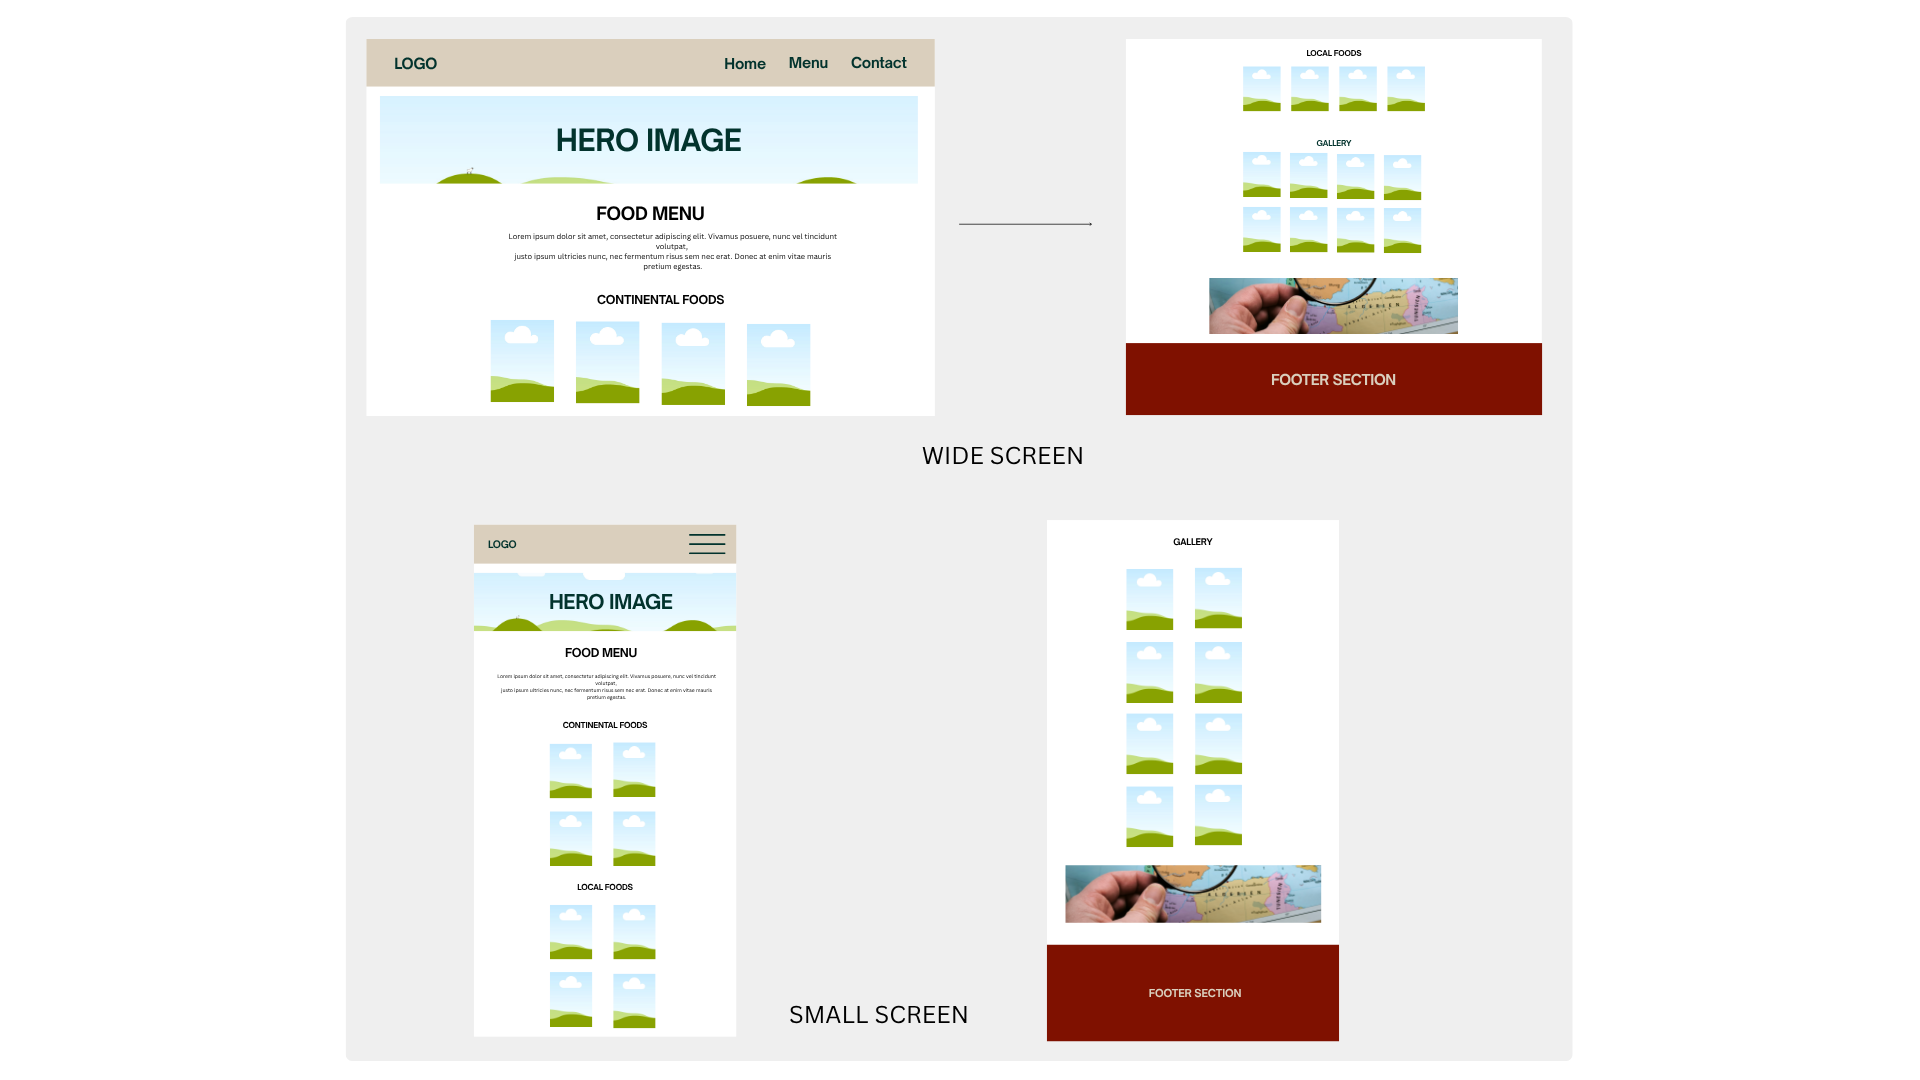 LOGO
Home Menu Contact
HERO IMAGE
FOOD MENU
Lorem ipsum dolor sit amet, consectetur adipiscing elit. Vivamus posuere, nunc vel tincidunt
volutpat,
justo ipsum ultricies nunc, nec fermentum risus sem nec erat. Donec at enim vitae mauris
pretium egestas.
CONTINENTAL FOODS
LOCAL FOODS
GALLERY
ALGERIEN
TUNESIEN
FOOTER SECTION
WIDE SCREEN
LOGO
HERO IMAGE
FOOD MENU
Lorem ipsum dolor sit amet, consectetur adipiscing elit. Vivamus posuere, nunc vel tincidunt
volutpat,
justo ipsum ultricies nunc, nec fermentum risus sem nec erat. Donec at enim vitae mauris
pretium egestas.
CONTINENTAL FOODS
LOCAL FOODS
SMALL SCREEN
GALLERY
ALGERIEN
TUNESIEN
FOOTER SECTION